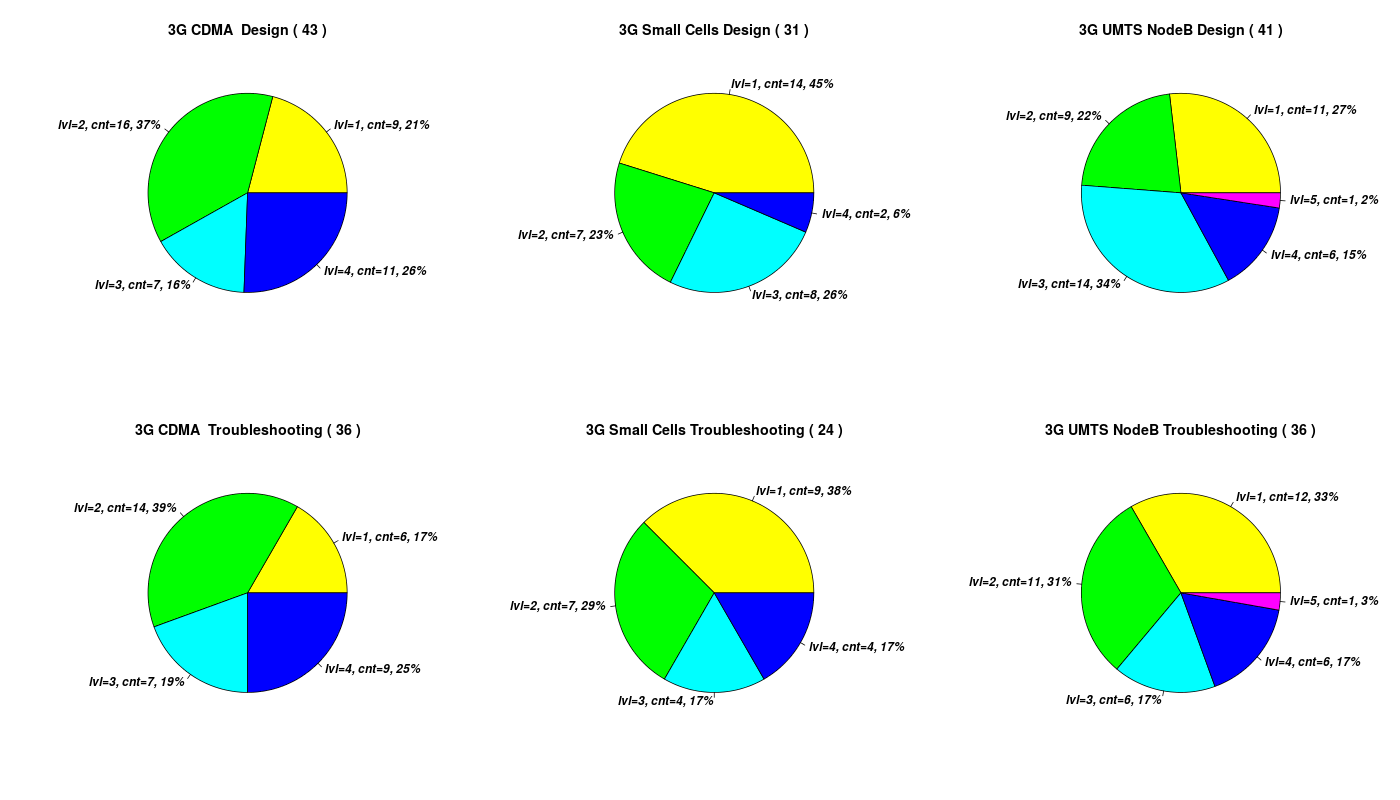 3G CDMA  Design ( 43 )
lvl=1, cnt=9, 21%
lvl=2, cnt=16, 37%
lvl=3, cnt=7, 16%
lvl=4, cnt=11, 26%
3G Small Cells Design ( 31 )
lvl=1, cnt=14, 45%
lvl=2, cnt=7, 23%
lvl=3, cnt=8, 26%
lvl=4, cnt=2, 6%
3G UMTS NodeB Design ( 41 )
lvl=1, cnt=11, 27%
lvl=2, cnt=9, 22%
lvl=3, cnt=14, 34%
lvl=4, cnt=6, 15%
lvl=5, cnt=1, 2%
3G CDMA  Troubleshooting ( 36 )
lvl=1, cnt=6, 17%
lvl=2, cnt=14, 39%
lvl=3, cnt=7, 19%
lvl=4, cnt=9, 25%
3G Small Cells Troubleshooting ( 24 )
lvl=1, cnt=9, 38%
lvl=2, cnt=7, 29%
lvl=3, cnt=4, 17%
lvl=4, cnt=4, 17%
3G UMTS NodeB Troubleshooting ( 36 )
lvl=1, cnt=12, 33%
lvl=2, cnt=11, 31%
lvl=3, cnt=6, 17%
lvl=4, cnt=6, 17%
lvl=5, cnt=1, 3%